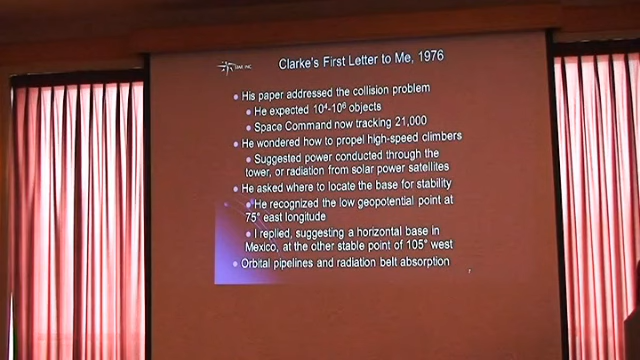 STAR INC
Clarke's First Letter to Me, 1976
His paper addressed the collision problem
He expected 10⁴-10⁶ objects
Space Command now tracking 21,000
He wondered how to propel high-speed climbers
Suggested power conducted through the
tower, or radiation from solar power satellites
He asked where to locate the base for stability
He recognized the low geopotential point at
75° east longitude
I replied, suggesting a horizontal base in
Mexico, at the other stable point of 105° west
Orbital pipelines and radiation belt absorption